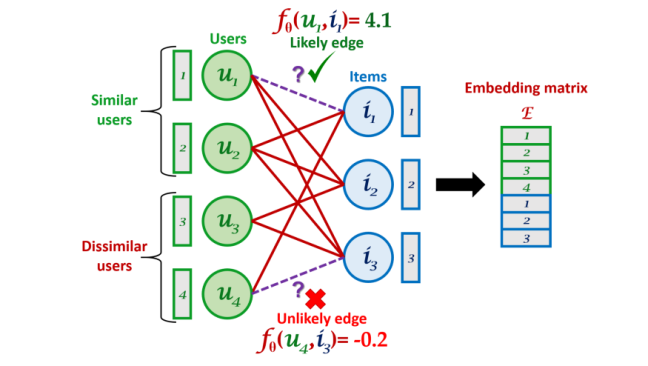 f₀(u₁,i₁)= 4.1
Likely edge
Users
?
Items
Embedding matrix
ℰ
1
u₁
i₁
1
Similar
users
2
u₂
i₂
2
Dissimilar
users
3
u₃
i₃
3
4
u₄
?
Unlikely edge
f₀(u₄,i₃)= -0.2
1
2
3
4
1
2
3